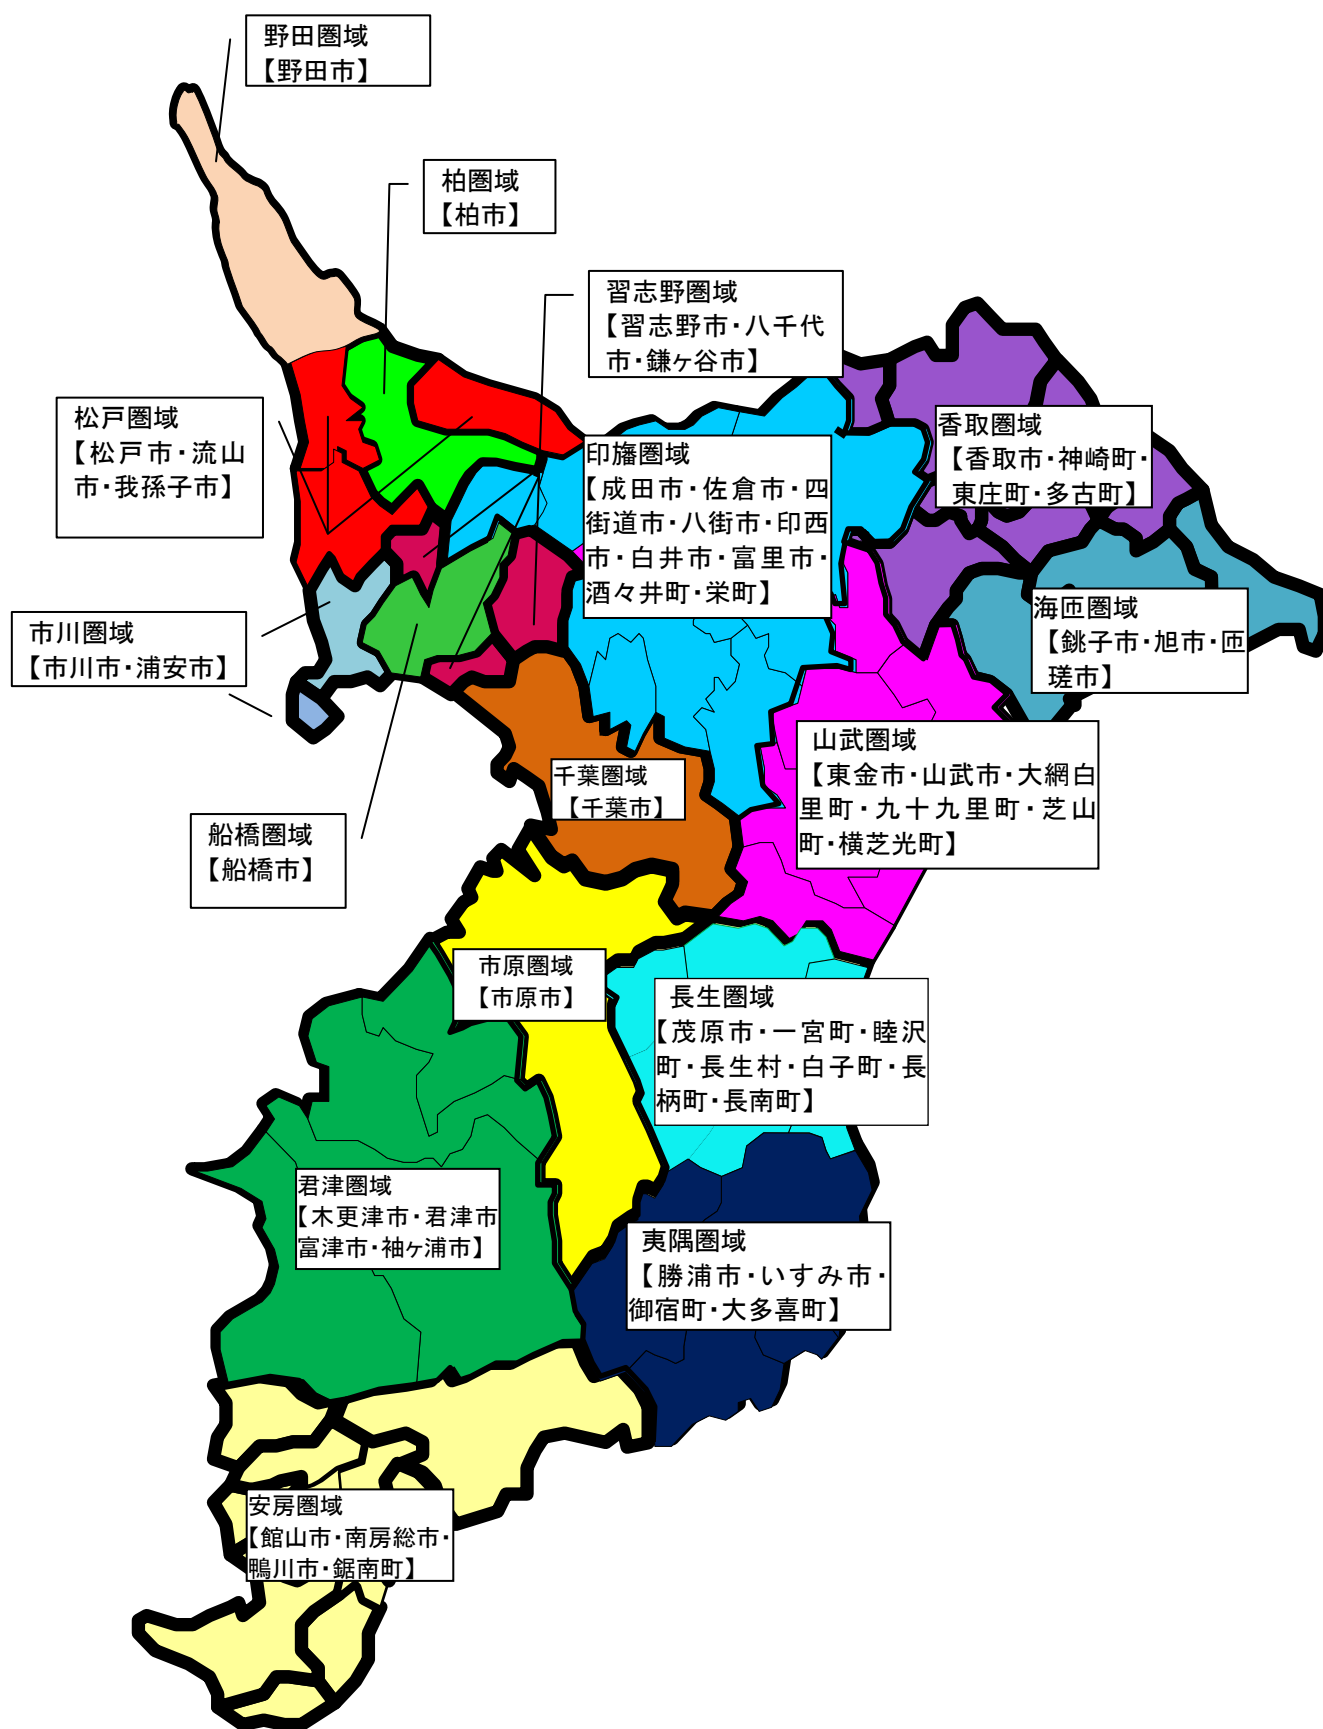 野田圏域
【野田市】
柏圏域
【柏市】
習志野圏域
【習志野市・八千代
市・鎌ヶ谷市】
松戸圏域
【松戸市・流山
市・我孫子市】
香取圏域
【香取市・神崎町・
東庄町・多古町】
印旛圏域
【成田市・佐倉市・四
街道市・八街市・印西
市・白井市・富里市・
酒々井町・栄町】
海匝圏域
【銚子市・旭市・匝
瑳市】
市川圏域
【市川市・浦安市】
山武圏域
【東金市・山武市・大網白
里町・九十九里町・芝山
町・横芝光町】
千葉圏域
【千葉市】
船橋圏域
【船橋市】
市原圏域
【市原市】
長生圏域
【茂原市・一宮町・睦沢
町・長生村・白子町・長
柄町・長南町】
君津圏域
【木更津市・君津市
富津市・袖ヶ浦市】
夷隅圏域
【勝浦市・いすみ市・
御宿町・大多喜町】
安房圏域
【館山市・南房総市・
鴨川市・鋸南町】